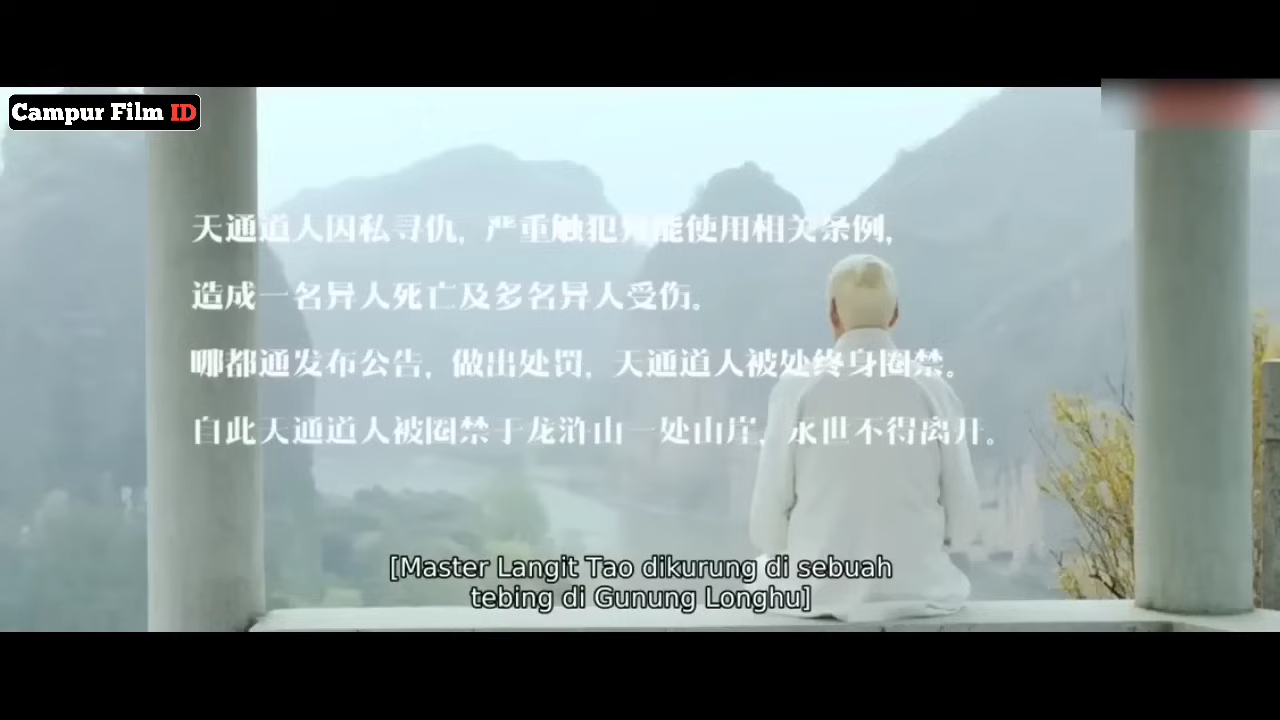 Campur Film ID
天通道人因私寻仇，严重触犯异能使用相关条例，
造成一名异人死亡及多名异人受伤。
哪都通发布公告，做出处罚，天通道人被处终身圈禁。
自此天通道人被圈禁于龙浒山一处山崖，永世不得离开。
[Master Langit Tao dikurung di sebuah
tebing di Gunung Longhu]